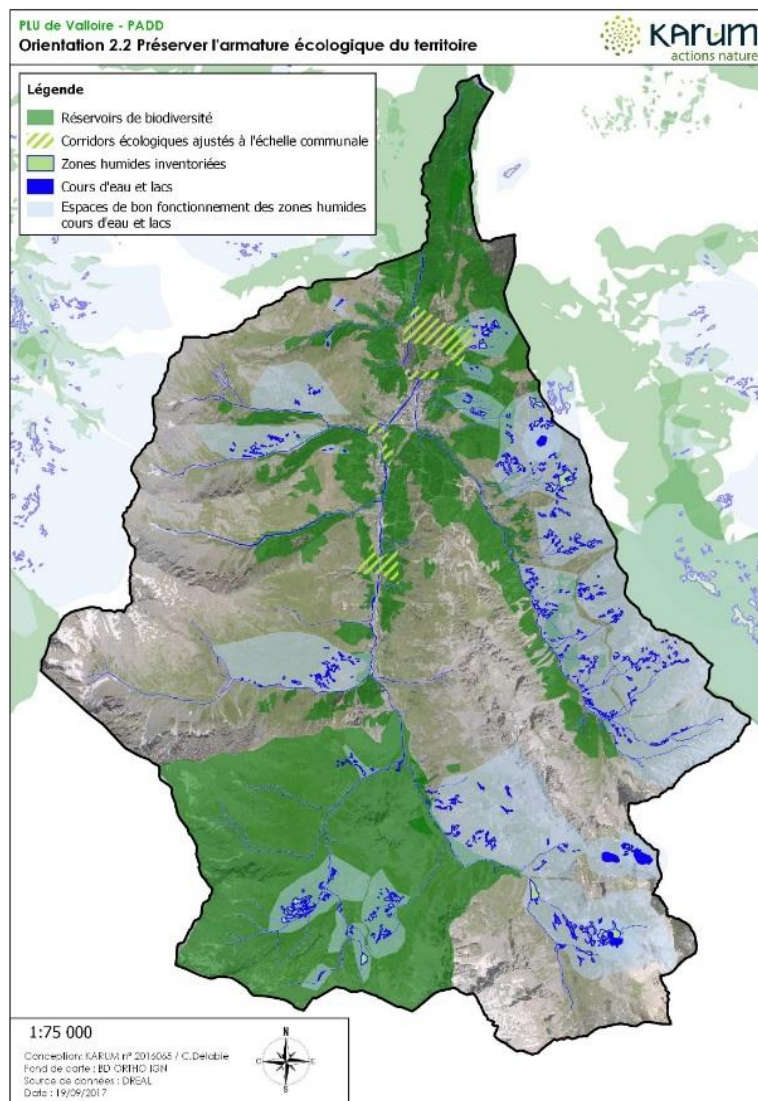 PLU de Valloire - PADD
Orientation 2.2 Préserver l'armature écologique du territoire
KARUM
actions nature
Légende
Réservoirs de biodiversité
Corridors écologiques ajustés à l'échelle communale
Zones humides inventoriées
Cours d'eau et lacs
Espaces de bon fonctionnement des zones humides
cours d'eau et lacs
1:75 000
Conception: KARUM n° 2016065 / C.Delable
Fond de carte : BD ORTHO IGN
Source de données : DREAL
Date : 19/09/2017
N
S